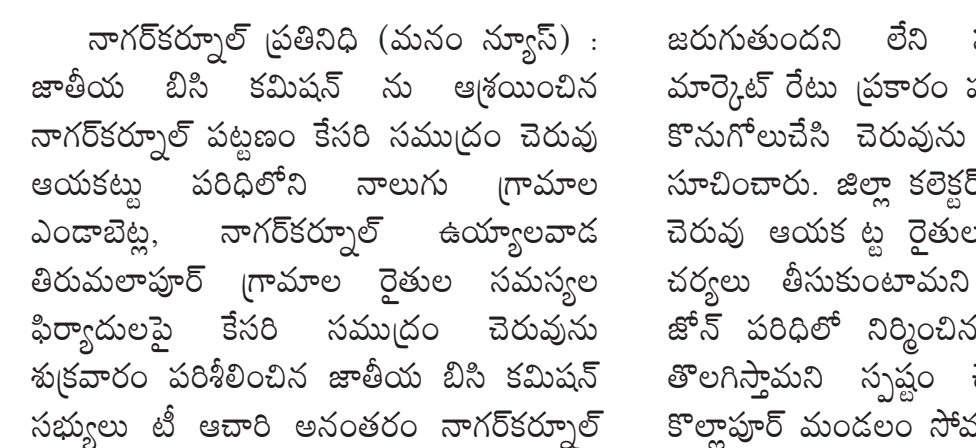 నాగర్‌కర్నూల్ ప్రతినిధి (మనం న్యూస్) :
జాతీయ బిసి కమిషన్ ను ఆశ్రయించిన
నాగర్‌కర్నూల్ పట్టణం కేసరి సముద్రం చెరువు
ఆయకట్టు పరిధిలోని నాలుగు గ్రామాల
ఎండాబెట్ల, నాగర్‌కర్నూల్ ఉయ్యాలవాడ
తిరుమలాపూర్ గ్రామాల రైతుల సమస్యల
ఫిర్యాదులపై కేసరి సముద్రం చెరువును
శుక్రవారం పరిశీలించిన జాతీయ బిసి కమిషన్
సభ్యులు టీ ఆచారి అనంతరం నాగర్‌కర్నూల్
జరుగుతుందని లేని
మార్కెట్ రేటు ప్రకారం
కొనుగోలుచేసి చెరువును
సూచించారు. జిల్లా కలెక్టర్
చెరువు ఆయక ట్ట రైతుల
చర్యలు తీసుకుంటామని
జోన్ పరిధిలో నిర్మించిన
తొలగిస్తామని స్పష్టం
కొల్లాపూర్ మండలం